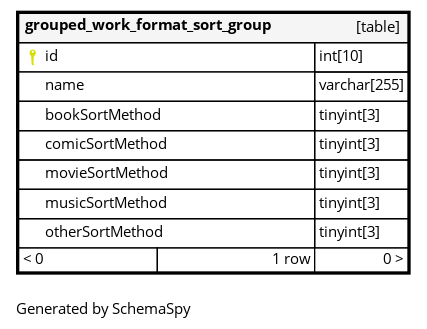 grouped_work_format_sort_group [table]
id int[10]
name varchar[255]
bookSortMethod tinyint[3]
comicSortMethod tinyint[3]
movieSortMethod tinyint[3]
musicSortMethod tinyint[3]
otherSortMethod tinyint[3]
< 0 1 row 0 >
Generated by SchemaSpy